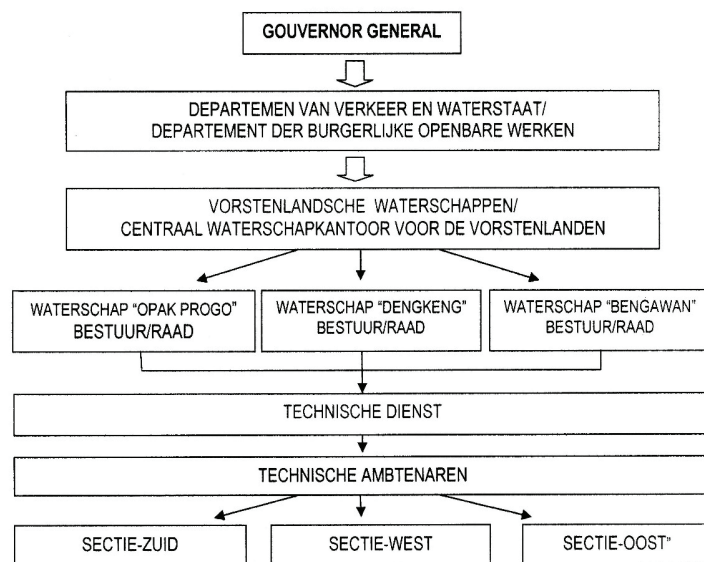 GOUVERNOR GENERAL
DEPARTEMEN VAN VERKEER EN WATERSTAAT/
DEPARTMENT DER BURGERLIJKE OPENBARE WERKEN
VORSTENLANDSCHE WATERSCHAPPEN/
CENTRAAL WATERSCHAPKANTOOR VOOR DE VORSTENLANDEN
WATERSCHAP "OPAK PROGO"
BESTUUR/RAAD
WATERSCHAP "DENGKENG"
BESTUUR/RAAD
WATERSCHAP "BENGAWAN"
BESTUUR/RAAD
TECHNISCHE DIENST
TECHNISCHE AMBTENAREN
SECTIE-ZUID
SECTIE-WEST
SECTIE-OOST"